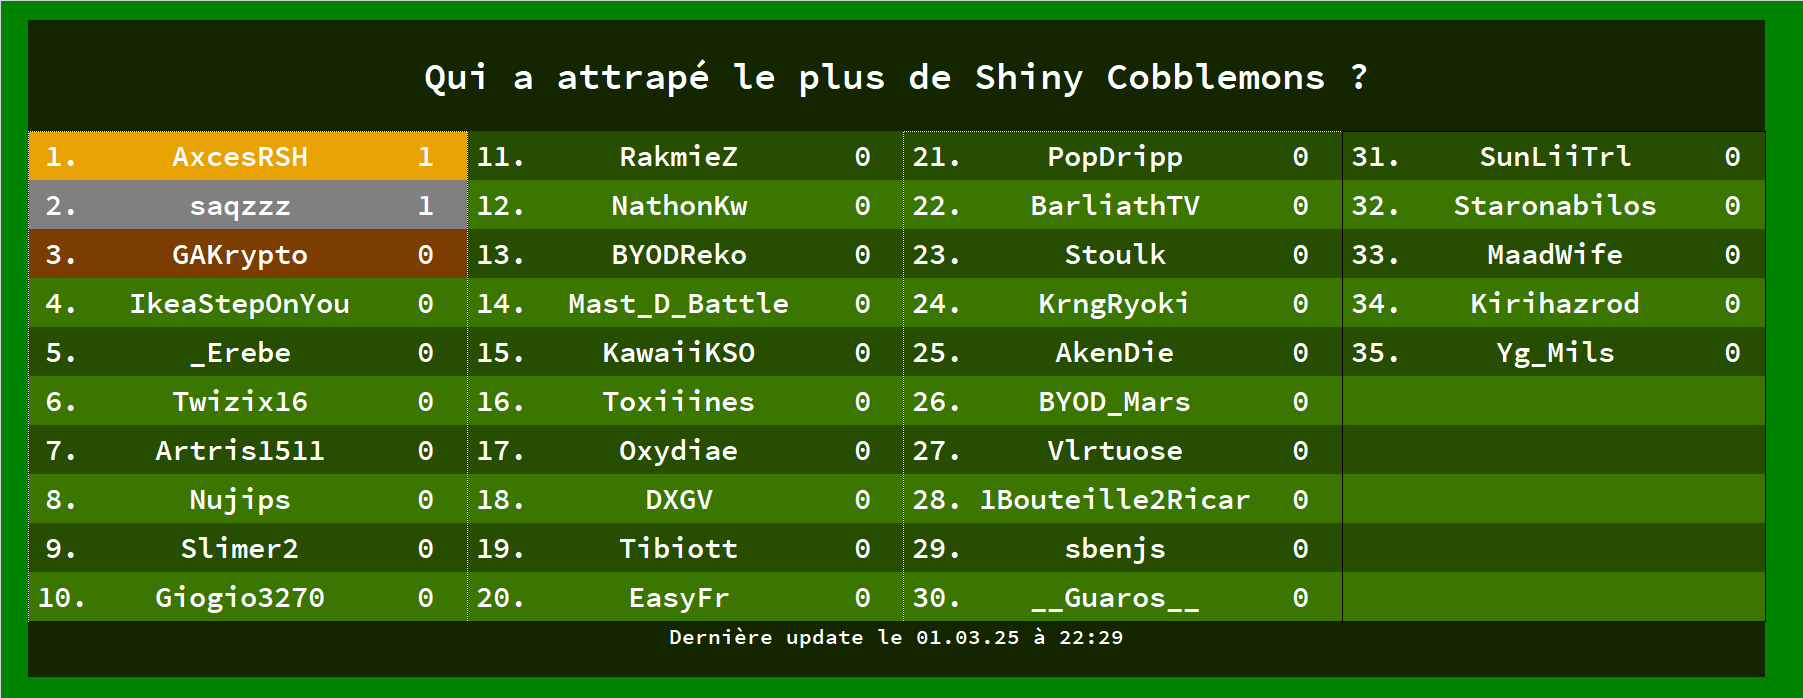 Qui a attrapé le plus de Shiny Cobblemons ?
1. AxcesRSH 1
2. saqzzz 1
3. GAKrypto 0
4. IkeaStepOnYou 0
5. _Erebe 0
6. Twizix16 0
7. Artris1511 0
8. Nujips 0
9. Slimer2 0
10. Giogio3270 0
11. RakmieZ 0
12. NathonKw 0
13. BYODReko 0
14. Mast_D_Battle 0
15. KawaiiKSO 0
16. Toxiiines 0
17. Oxydiae 0
18. DXGV 0
19. Tibiott 0
20. EasyFr 0
21. PopDripp 0
22. BarliathTV 0
23. Stoulk 0
24. KrngRyoki 0
25. AkenDie 0
26. BYOD_Mars 0
27. Vlrtuose 0
28. 1Bouteille2Ricar 0
29. sbenjs 0
30. __Guaros__ 0
31. SunLiiTrl 0
32. Staronabilos 0
33. MaadWife 0
34. Kirihazrod 0
35. Yg_Mils 0
Dernière update le 01.03.25 à 22:29